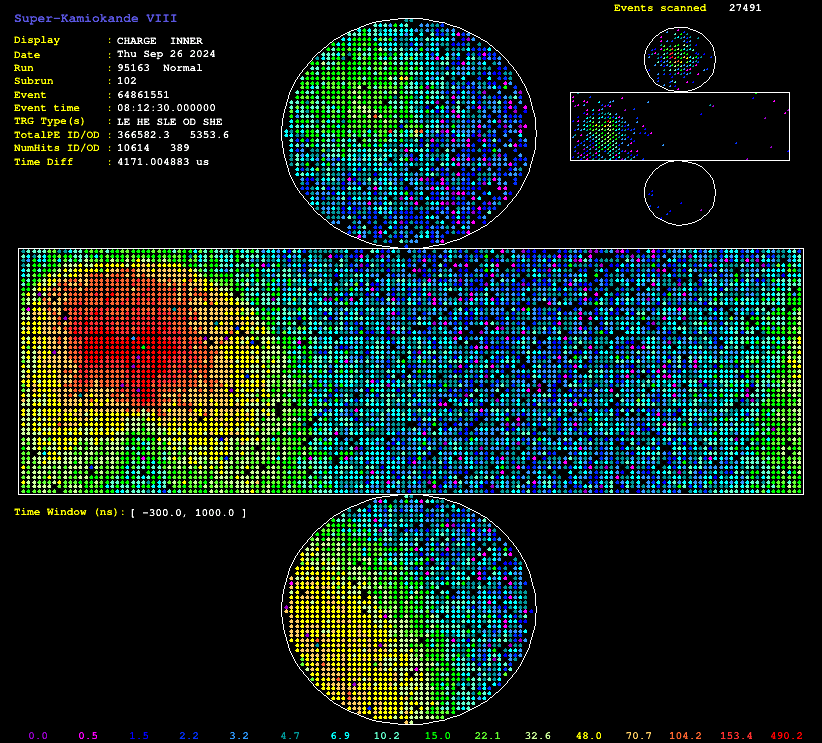 Super-Kamiokande VIII
Events scanned 27491
Display : CHARGE INNER
Date : Thu Sep 26 2024
Run : 95163 Normal
Subrun : 102
Event : 64861551
Event time : 08:12:30.000000
TRG Type(s) : LE HE SLE OD SHE
TotalPE ID/OD : 366582.3 5353.6
NumHits ID/OD : 10614 389
Time Diff : 4171.004883 us
Time Window (ns): [ -300.0, 1000.0 ]
0.0 0.5 1.5 2.2 3.2 4.7 6.9 10.2 15.0 22.1 32.6 48.0 70.7 104.2 153.4 490.2